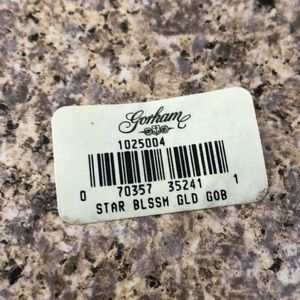 Gorham
1025004
0 70357 35241 1
STAR BLSSM GLD GOB